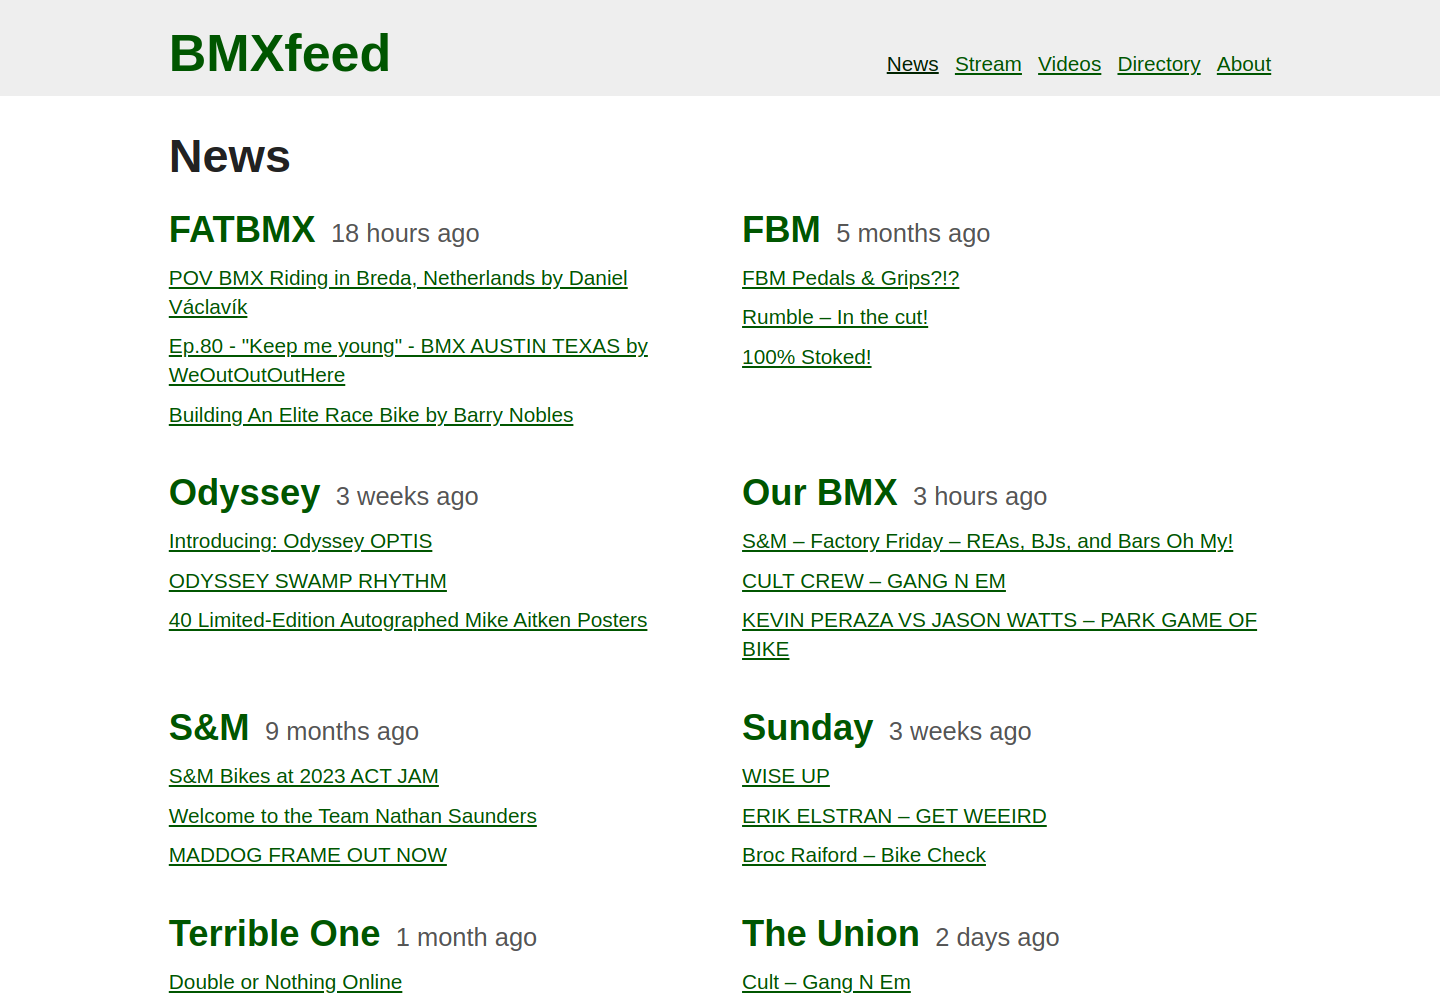 BMXfeed
News Stream Videos Directory About
News
FATBMX 18 hours ago
POV BMX Riding in Breda, Netherlands by Daniel
Václavík
Ep.80 - "Keep me young" - BMX AUSTIN TEXAS by
WeOutOutOutHere
Building An Elite Race Bike by Barry Nobles
FBM 5 months ago
FBM Pedals & Grips?!?
Rumble – In the cut!
100% Stoked!
Odyssey 3 weeks ago
Introducing: Odyssey OPTIS
ODYSSEY SWAMP RHYTHM
40 Limited-Edition Autographed Mike Aitken Posters
Our BMX 3 hours ago
S&M – Factory Friday – REAs, BJs, and Bars Oh My!
CULT CREW – GANG N EM
KEVIN PERAZA VS JASON WATTS – PARK GAME OF
BIKE
S&M 9 months ago
S&M Bikes at 2023 ACT JAM
Welcome to the Team Nathan Saunders
MADDOG FRAME OUT NOW
Sunday 3 weeks ago
WISE UP
ERIK ELSTRAN – GET WEEIRD
Broc Raiford – Bike Check
Terrible One 1 month ago
Double or Nothing Online
The Union 2 days ago
Cult – Gang N Em